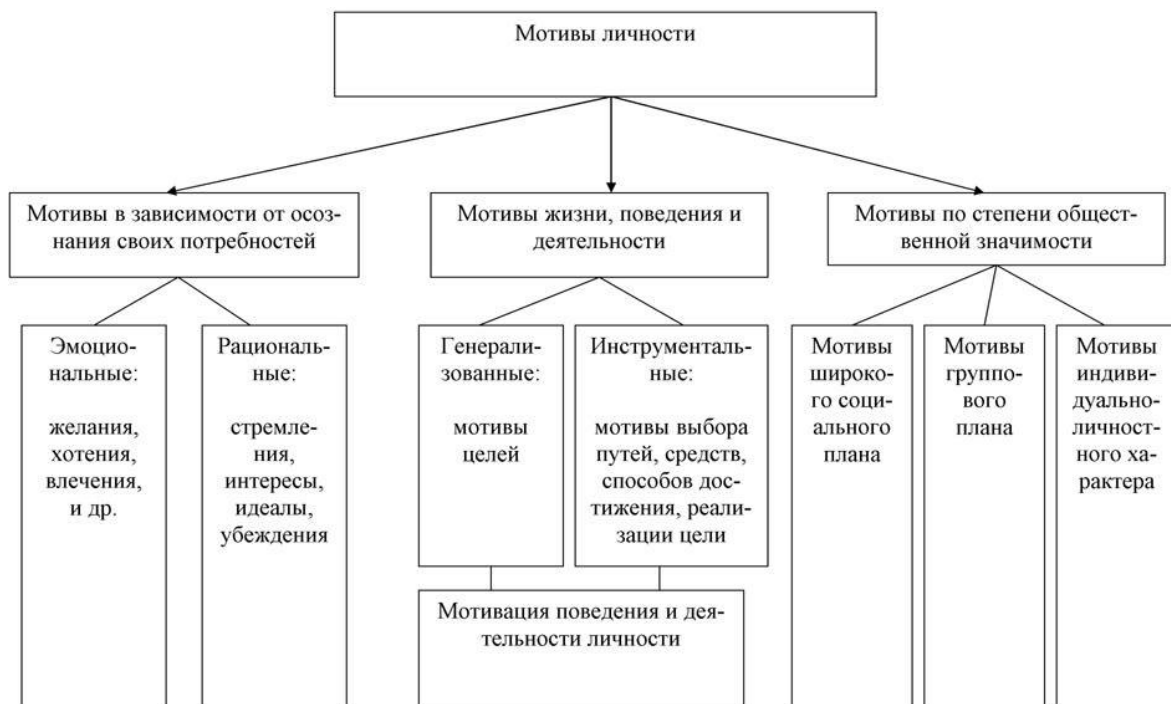 Мотивы личности
Мотивы в зависимости от осоз-
нания своих потребностей
Мотивы жизни, поведения и
деятельности
Мотивы по степени общест-
венной значимости
Эмоцио-
нальные:
желания,
хотения,
влечения,
и др.
Рациональ-
ные:
стремле-
ния,
интересы,
идеалы,
убеждения
Генерали-
зованные:
мотивы
целей
Инструменталь-
ные:
мотивы выбора
путей, средств,
способов дос-
тижения, реали-
зации цели
Мотивы
широко-
го соци-
ального
плана
Мотивы
группо-
вого
плана
Мотивы
индиви-
дуально-
личност-
ного ха-
рактера
Мотивация поведения и дея-
тельности личности